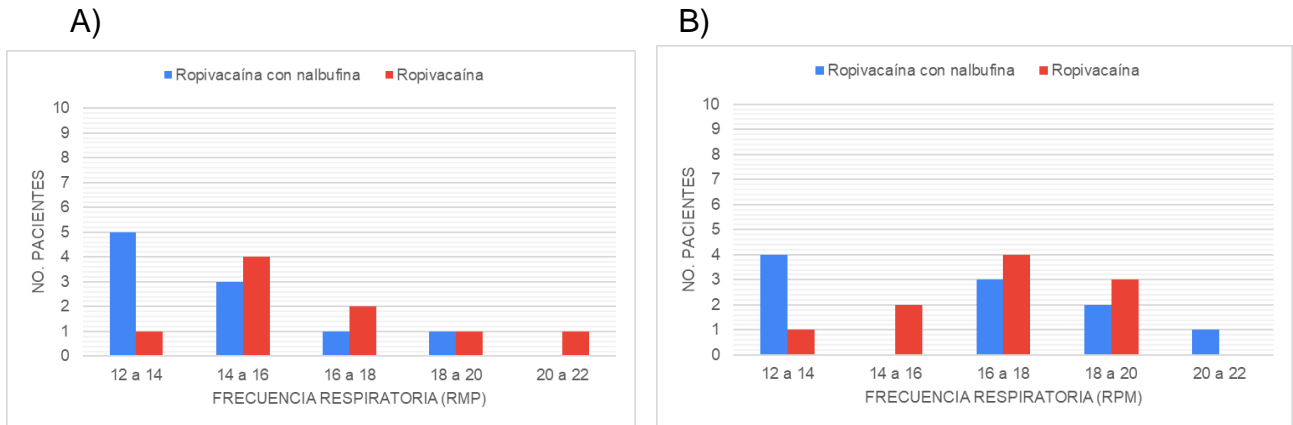 A)
Ropivacaína con nalbufina Ropivacaína
NO. PACIENTES
10
9
8
7
6
5
4
3
2
1
0
12 a 14 14 a 16 16 a 18 18 a 20 20 a 22
FRECUENCIA RESPIRATORIA (RMP)
B)
Ropivacaína con nalbufina Ropivacaína
NO. PACIENTES
10
9
8
7
6
5
4
3
2
1
0
12 a 14 14 a 16 16 a 18 18 a 20 20 a 22
FRECUENCIA RESPIRATORIA (RPM)